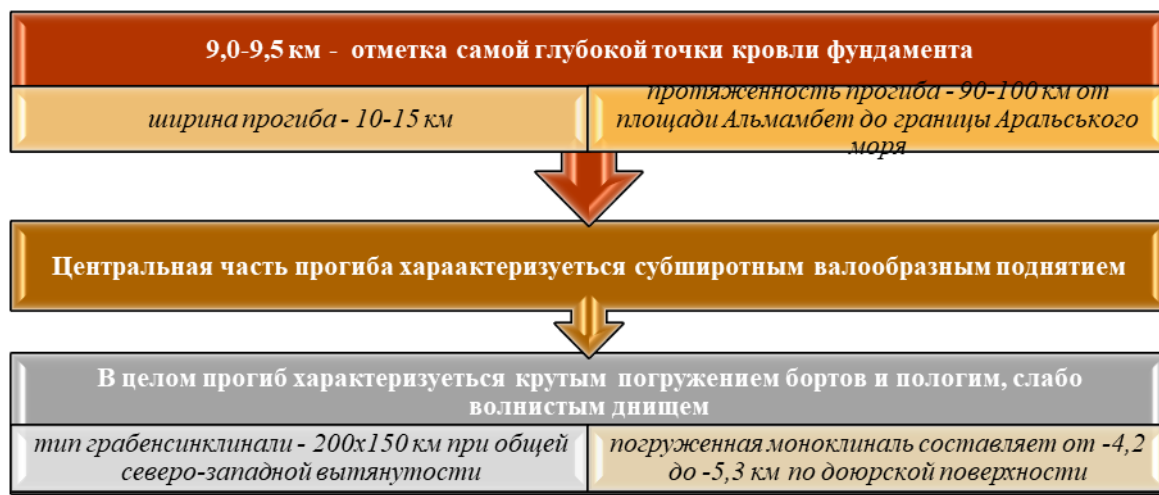 9,0-9,5 км - отметка самой глубокой точки кровли фундамента
ширина прогиба - 10-15 км
протяженность прогиба - 90-100 км от
площади Альмамбет до границы Аральського
моря
Центральная часть прогиба хараактеризуеться субширотным валообразным поднятием
В целом прогиб характеризуеться крутым погружением бортов и пологим, слабо
волнистым днищем
тип грабенсинклинали - 200х150 км при общей
северо-западной вытянутости
погруженная моноклиналь составляет от -4,2
до -5,3 км по доюрской поверхности